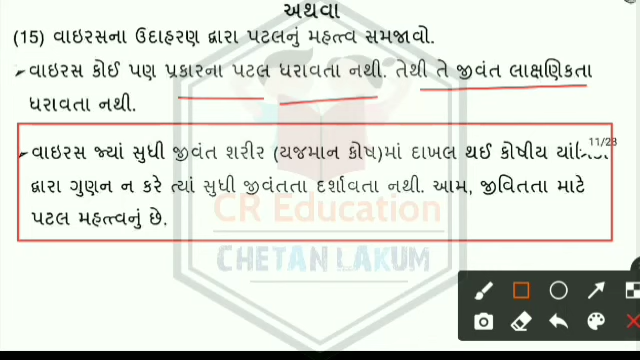 અથવા
(15) વાઇરસના ઉદાહરણ દ્વારા પટલનું મહત્ત્વ સમજાવો.
વાઇરસ કોઈ પણ પ્રકારના પટલ ધરાવતા નથી. તેથી તે જીવંત લાક્ષણિકતા
ધરાવતા નથી.
11/23
વાઇરસ જ્યાં સુધી જીવંત શરીર (યજમાન કોષ)માં દાખલ થઈ કોષીય
દ્વારા ગુણન ન કરે ત્યાં સુધી જીવંતતા દર્શાવતા નથી. આમ, જીવિતતા માટે
પટલ મહત્ત્વનું છે.
CR Education
CHETAN LAKUM